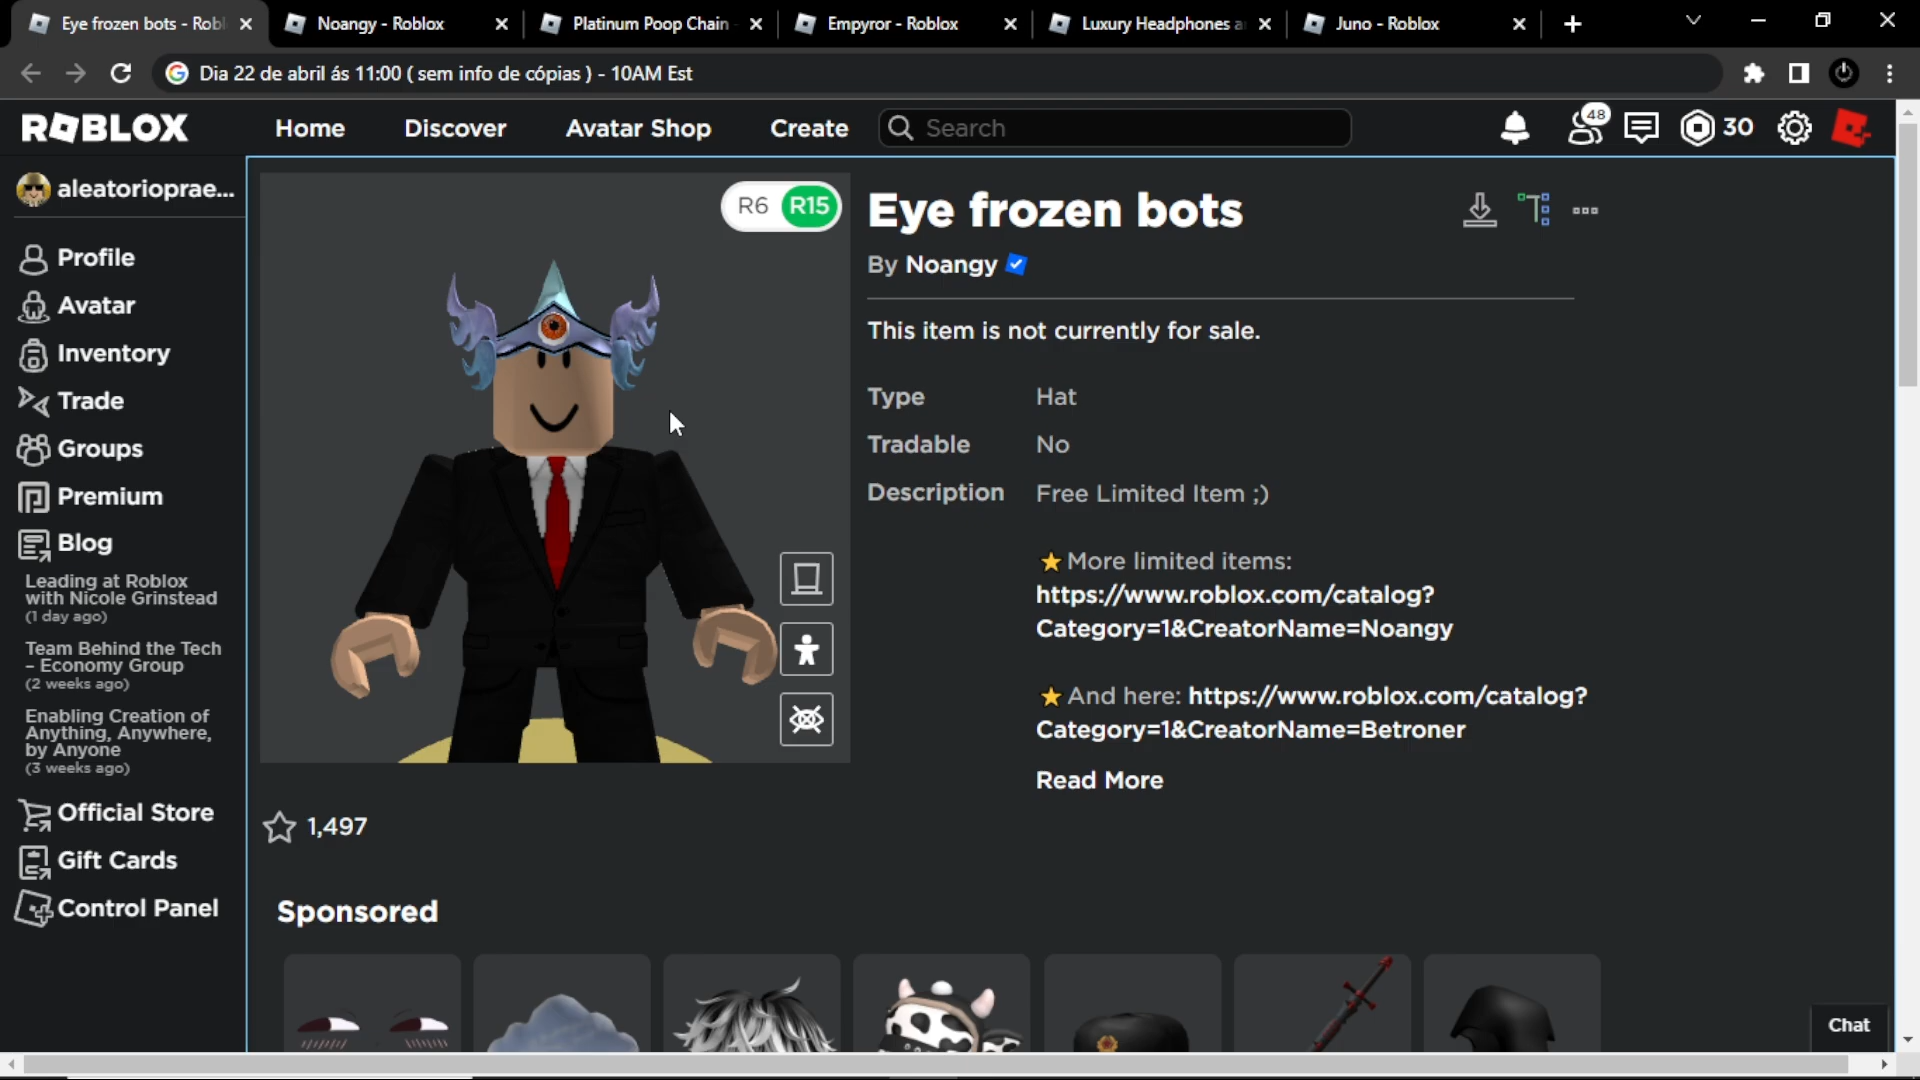 Eye frozen bots - Robl
Noangy - Roblox
Platinum Poop Chain
Empyror - Roblox
Luxury Headphones a
Juno - Roblox
Dia 22 de abril ás 11:00 ( sem info de cópias ) - 10AM Est
ROBLOX
Home
Discover
Avatar Shop
Create
Search
48
30
aleatorioprae...
Profile
Avatar
Inventory
Trade
Groups
Premium
Blog
Leading at Roblox
with Nicole Grinstead
(1 day ago)
Team Behind the Tech
– Economy Group
(2 weeks ago)
Enabling Creation of
Anything, Anywhere,
by Anyone
(3 weeks ago)
Official Store
Gift Cards
Control Panel
R6 R15
Eye frozen bots
By Noangy
This item is not currently for sale.
Type Hat
Tradable No
Description Free Limited Item ;)
More limited items:
https://www.roblox.com/catalog?
Category=1&CreatorName=Noangy
And here: https://www.roblox.com/catalog?
Category=1&CreatorName=Betroner
Read More
1,497
Sponsored
Chat